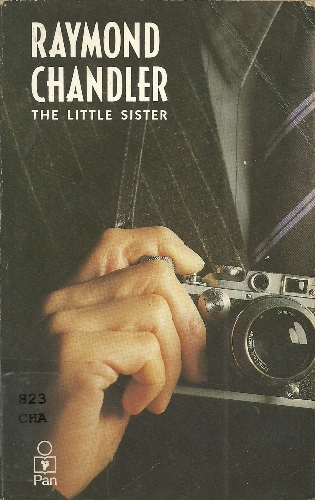 RAYMOND
CHANDLER
THE LITTLE SISTER
823
CHA
Pan